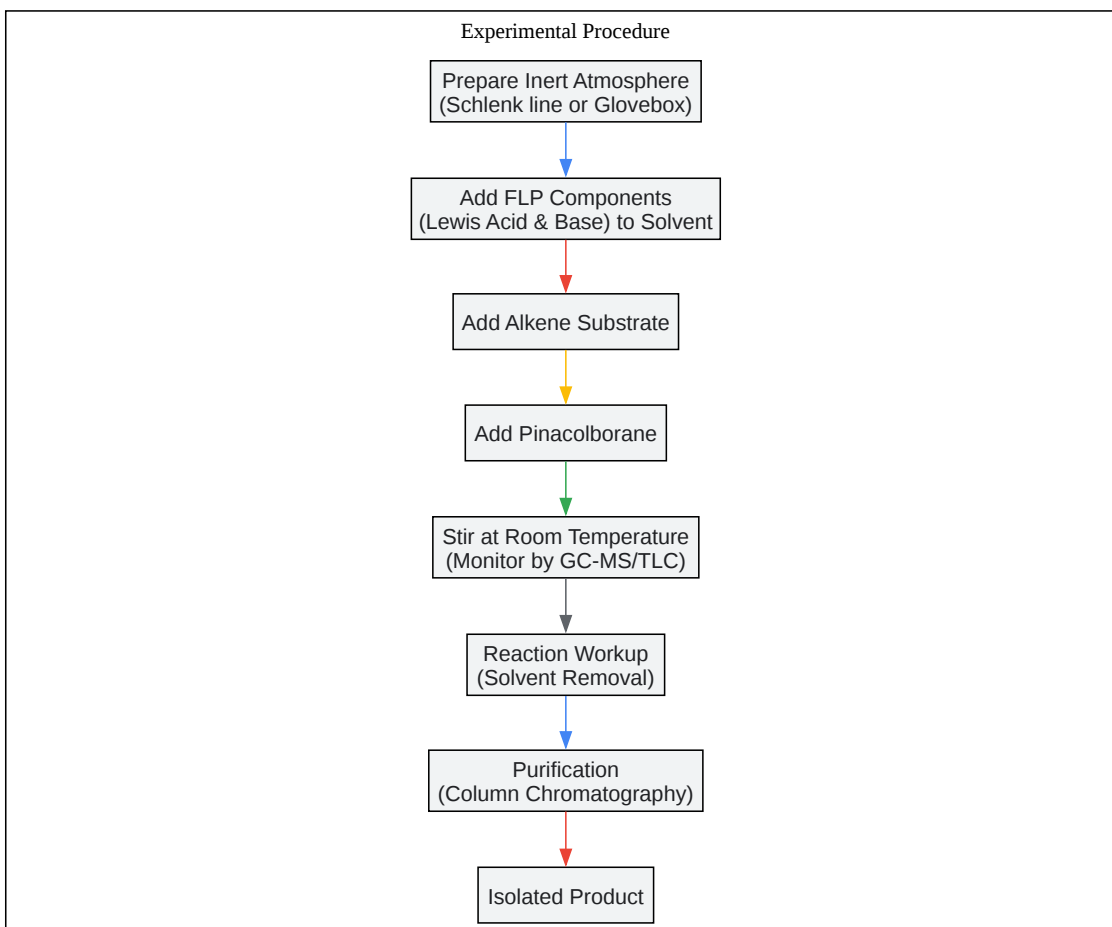 Experimental Procedure
Prepare Inert Atmosphere
(Schlenk line or Glovebox)
Add FLP Components
(Lewis Acid & Base) to Solvent
Add Alkene Substrate
Add Pinacolborane
Stir at Room Temperature
(Monitor by GC-MS/TLC)
Reaction Workup
(Solvent Removal)
Purification
(Column Chromatography)
Isolated Product